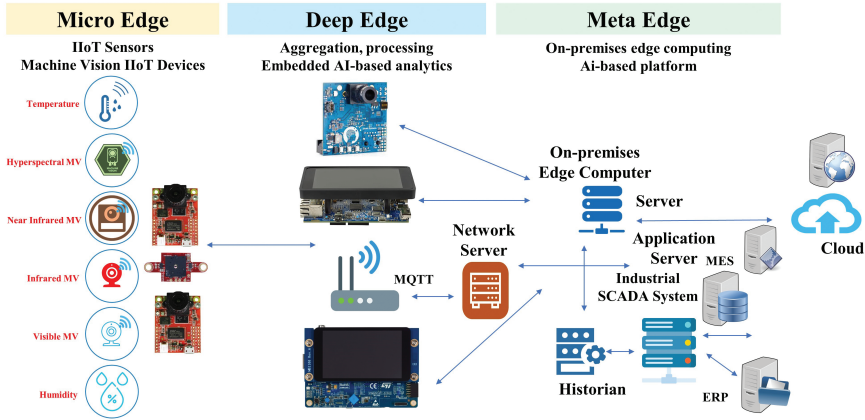 Micro Edge
Deep Edge
Meta Edge
IIoT Sensors
Machine Vision IIoT Devices
Aggregation, processing
Embedded AI-based analytics
On-premises edge computing
Ai-based platform
Temperature
Hyperspectral MV
Near Infrared MV
Infrared MV
Visible MV
Humidity
%
MQTT
Network
Server
On-premises
Edge Computer
Server
Application
Server
MES
Industrial
SCADA System
Historian
ERP
Cloud